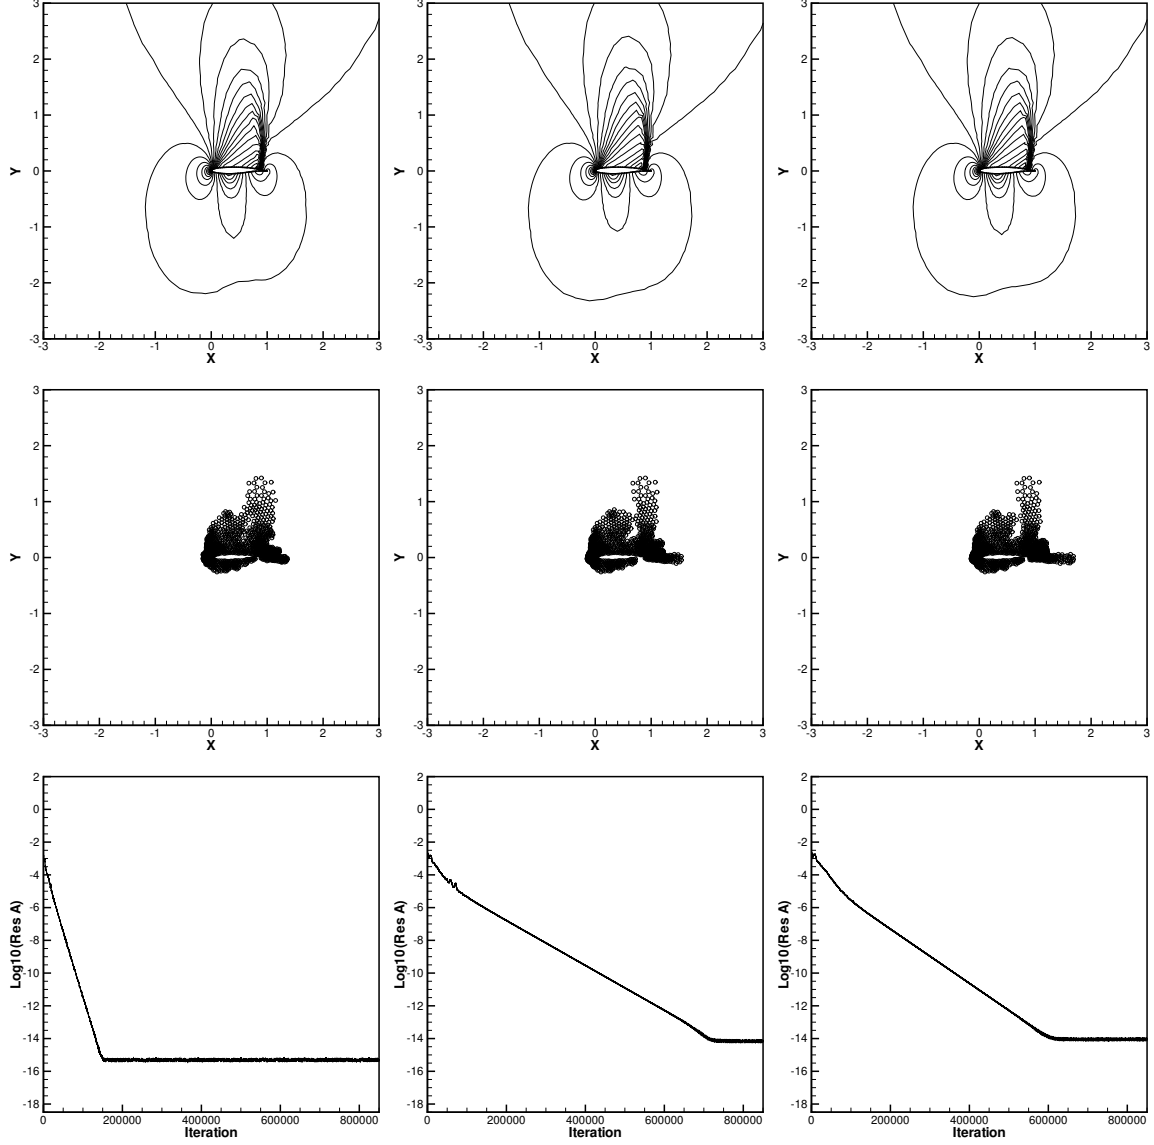 3 3 3
2 2 2
1 1 1
Y 0 Y 0 Y 0
-1 -1 -1
-2 -2 -2
-3 -3 -3
-3 -2 -1 0 1 2 3 -3 -2 -1 0 1 2 3 -3 -2 -1 0 1 2 3
X X X
3 3 3
2 2 2
1 1 1
Y 0 Y 0 Y 0
-1 -1 -1
-2 -2 -2
-3 -3 -3
-3 -2 -1 0 1 2 3 -3 -2 -1 0 1 2 3 -3 -2 -1 0 1 2 3
X X X
2 2 2
0 0 0
-2 -2 -2
-4 -4 -4
-6 -6 -6
-8 -8 -8
Log10(Res A) Log10(Res A) Log10(Res A)
-10 -10 -10
-12 -12 -12
-14 -14 -14
-16 -16 -16
-18 -18 -18
0 200000 400000 600000 800000 0 200000 400000 600000 800000 0 200000 400000 600000 800000
Iteration Iteration Iteration